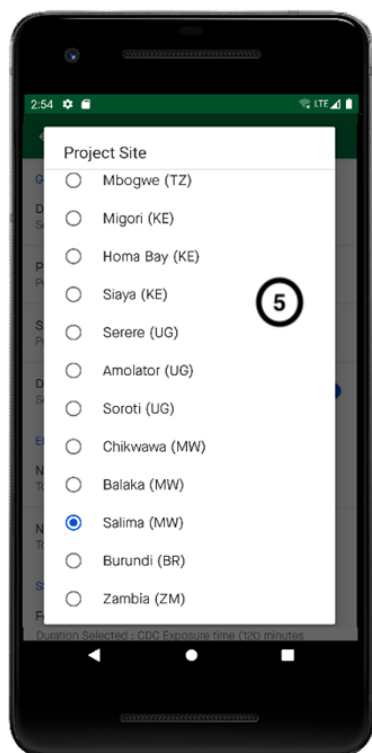 2:54
LTE
Project Site
Mbogwe (TZ)
Migori (KE)
Homa Bay (KE)
Siaya (KE)
5
Serere (UG)
Amolator (UG)
Soroti (UG)
Chikwawa (MW)
Balaka (MW)
Salima (MW)
Burundi (BR)
Zambia (ZM)
Duration Selected : CDC Exposure time (120 minutes